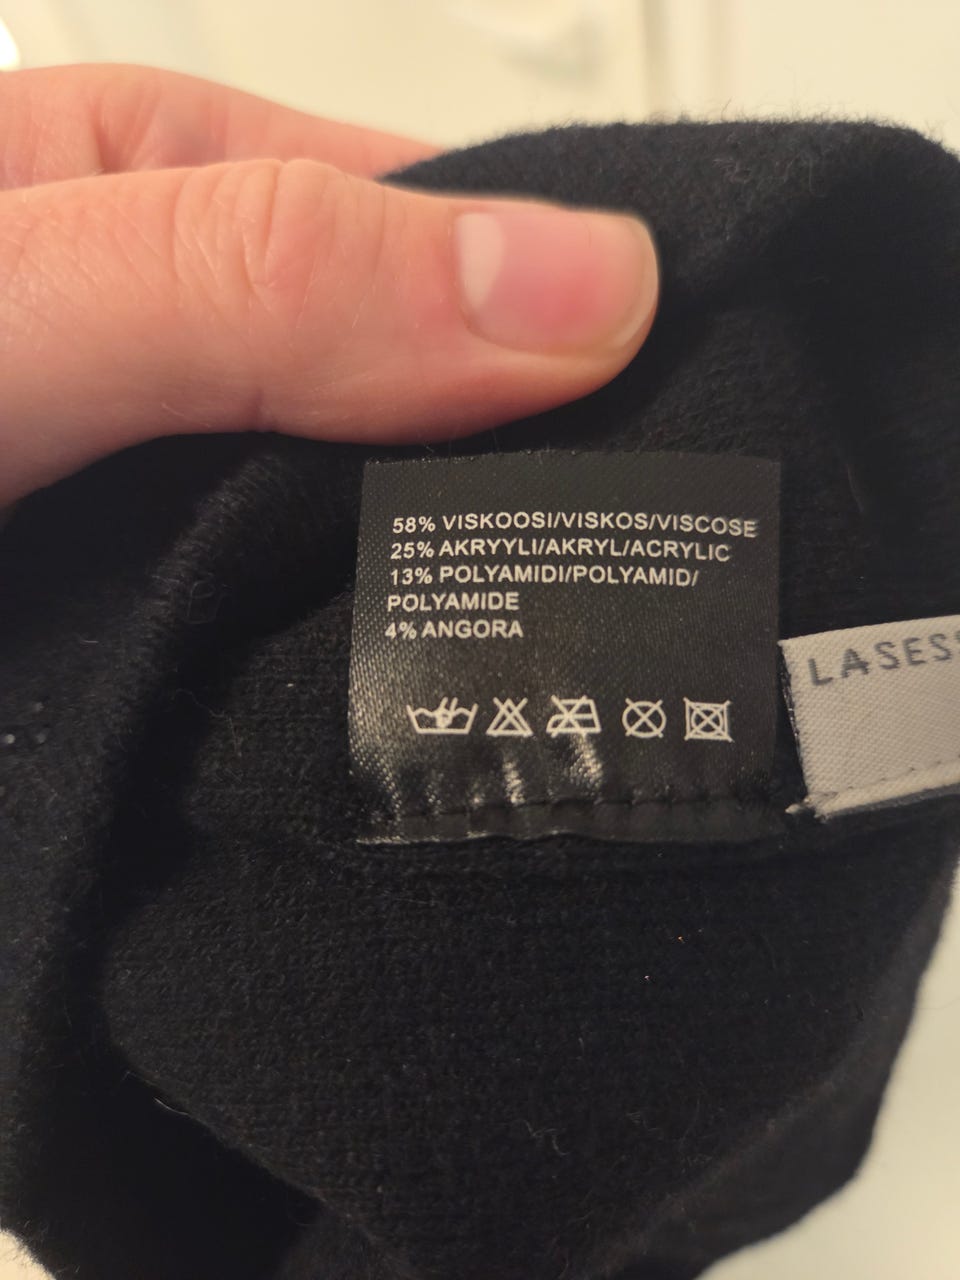 58% VISKOOSI/VISKOS/VISCOSE
25% AKRYYLI/AKRYL/ACRYLIC
13% POLYAMIDI/POLYAMID/
POLYAMIDE
4% ANGORA